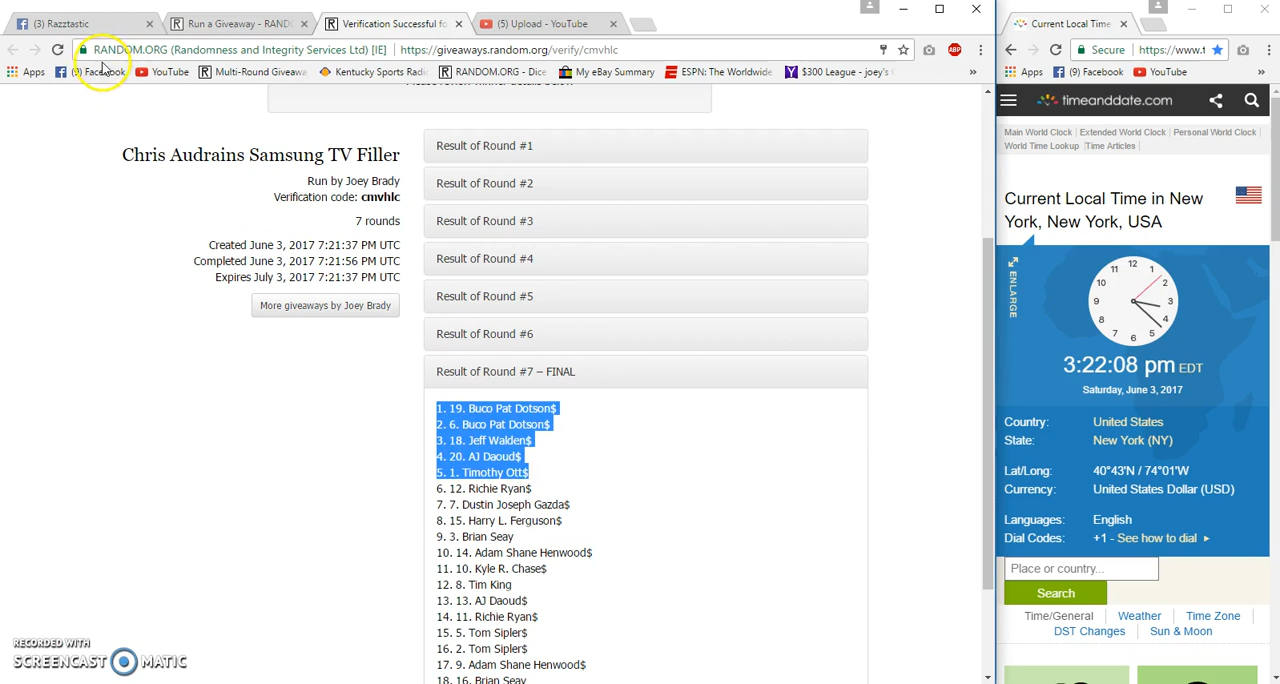 (3) Razztastic
Run a Giveaway - RAND
Verification Successful fo
(5) Upload - YouTube
RANDOM.ORG (Randomness and Integrity Services Ltd) [IE]
https://giveaways.random.org/verify/cmvhlc
ABP
Apps
(9) Facebook
YouTube
Multi-Round Giveawa
Kentucky Sports Radi
RANDOM.ORG - Dice
My eBay Summary
ESPN: The Worldwide
$300 League - joey's
Chris Audrains Samsung TV Filler
Run by Joey Brady
Verification code: cmvhlc
7 rounds
Created June 3, 2017 7:21:37 PM UTC
Completed June 3, 2017 7:21:56 PM UTC
Expires July 3, 2017 7:21:37 PM UTC
More giveaways by Joey Brady
Result of Round #1
Result of Round #2
Result of Round #3
Result of Round #4
Result of Round #5
Result of Round #6
Result of Round #7 – FINAL
1. 19. Buco Pat Dotson$
2. 6. Buco Pat Dotson$
3. 18. Jeff Walden$
4. 20. AJ Daoud$
5. 1. Timothy Ott$
6. 12. Richie Ryan$
7. 7. Dustin Joseph Gazda$
8. 15. Harry L. Ferguson$
9. 3. Brian Seay
10. 14. Adam Shane Henwood$
11. 10. Kyle R. Chase$
12. 8. Tim King
13. 13. AJ Daoud$
14. 11. Richie Ryan$
15. 5. Tom Sipler$
16. 2. Tom Sipler$
17. 9. Adam Shane Henwood$
18. 16. Brian Seay
RECORDED WITH
SCREENCAST MATIC
Current Local Time
Secure
https://www.t
Apps
(9) Facebook
YouTube
timeanddate.com
Main World Clock
Extended World Clock
Personal World Clock
World Time Lookup
Time Articles
Current Local Time in New
York, New York, USA
ENLARGE
12
1
2
3
4
5
6
7
8
9
10
11
3:22:08 pm EDT
Saturday, June 3, 2017
Country: United States
State: New York (NY)
Lat/Long: 40°43'N / 74°01'W
Currency: United States Dollar (USD)
Languages: English
Dial Codes: +1 - See how to dial
Place or country...
Search
Time/General
Weather
Time Zone
DST Changes
Sun & Moon